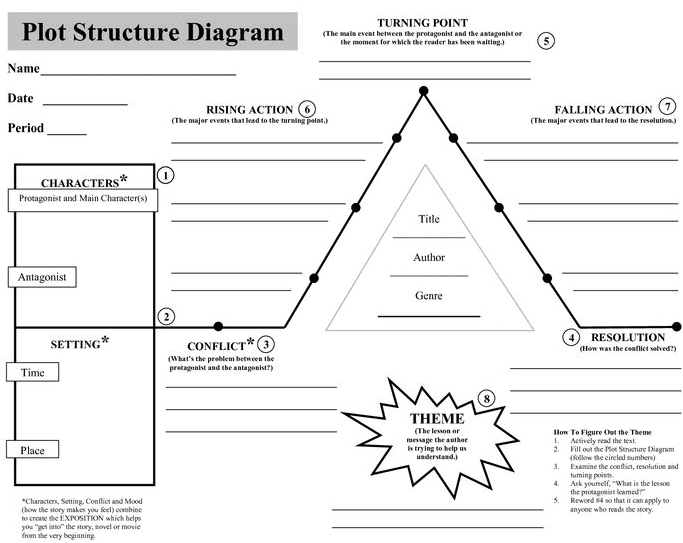 Plot Structure Diagram
Name
Date
Period
TURNING POINT
(The main event between the protagonist and the antagonist or
the moment for which the reader has been waiting.)
5
RISING ACTION
6
(The major events that lead to the turning point.)
FALLING ACTION
7
(The major events that lead to the resolution.)
CHARACTERS*
1
Protagonist and Main Character(s)
Antagonist
Title
Author
Genre
2
SETTING*
Time
Place
CONFLICT*
3
(What's the problem between the
protagonist and the antagonist?)
4
RESOLUTION
(How was the conflict solved?)
8
THEME
(The lesson or
message the author
is trying to help us
understand.)
How To Figure Out the Theme
1. Actively read the text.
2. Fill out the Plot Structure Diagram
(follow the circled numbers)
3. Examine the conflict, resolution and
turning points.
4. Ask yourself, "What is the lesson
the protagonist learned?"
5. Reword #4 so that it can apply to
anyone who reads the story.
*Characters, Setting, Conflict and Mood
(how the story makes you feel) combine
to create the EXPOSITION which helps
you "get into" the story, novel or movie
from the very beginning.